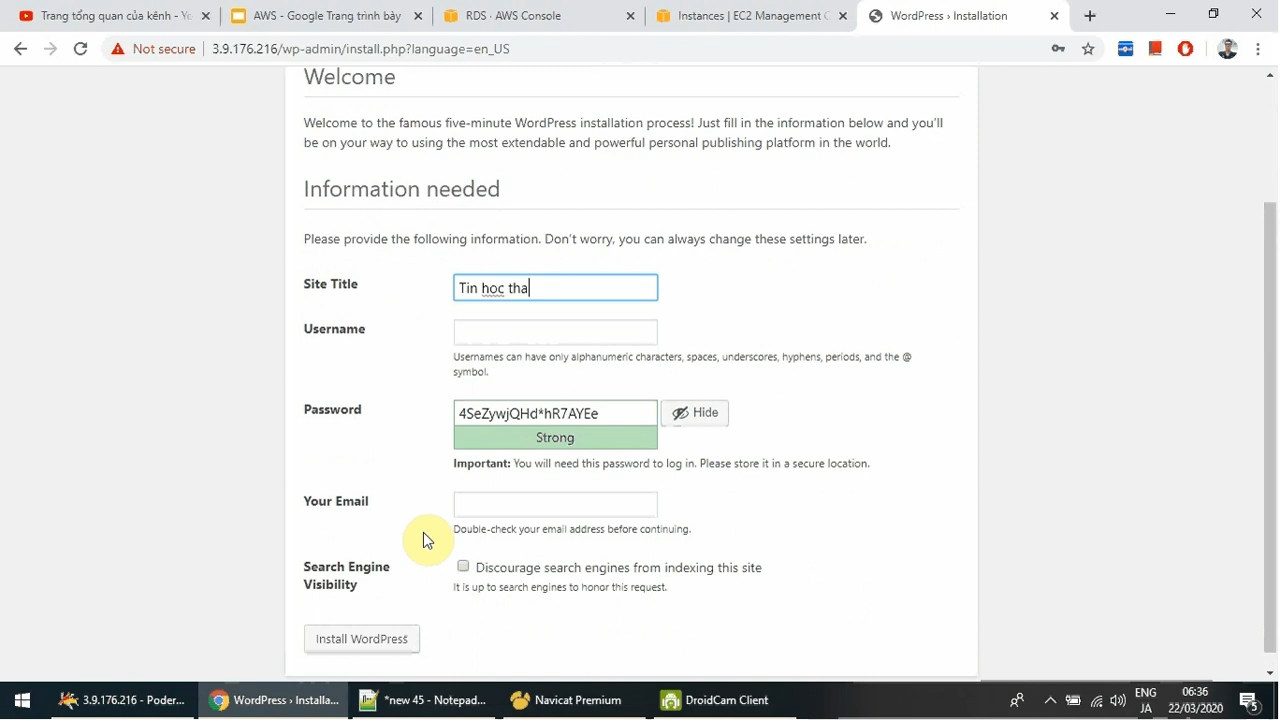 Trang tổng quan của kênh - You
AWS - Google Trang trình bày
RDS · AWS Console
Instances | EC2 Management C
WordPress › Installation
Not secure
3.9.176.216/wp-admin/install.php?language=en_US
Welcome
Welcome to the famous five-minute WordPress installation process! Just fill in the information below and you'll
be on your way to using the most extendable and powerful personal publishing platform in the world.
Information needed
Please provide the following information. Don't worry, you can always change these settings later.
Site Title
Tin hoc tha
Username
Usernames can have only alphanumeric characters, spaces, underscores, hyphens, periods, and the @
symbol.
Password
4SeZywjQHd*hR7AYEe
Hide
Strong
Important: You will need this password to log in. Please store it in a secure location.
Your Email
Double-check your email address before continuing.
Search Engine
Visibility
Discourage search engines from indexing this site
It is up to search engines to honor this request.
Install WordPress
3.9.176.216 - Poder...
WordPress › Installa...
*new 45 - Notepad...
Navicat Premium
DroidCam Client
ENG
JA
06:36
22/03/2020
5